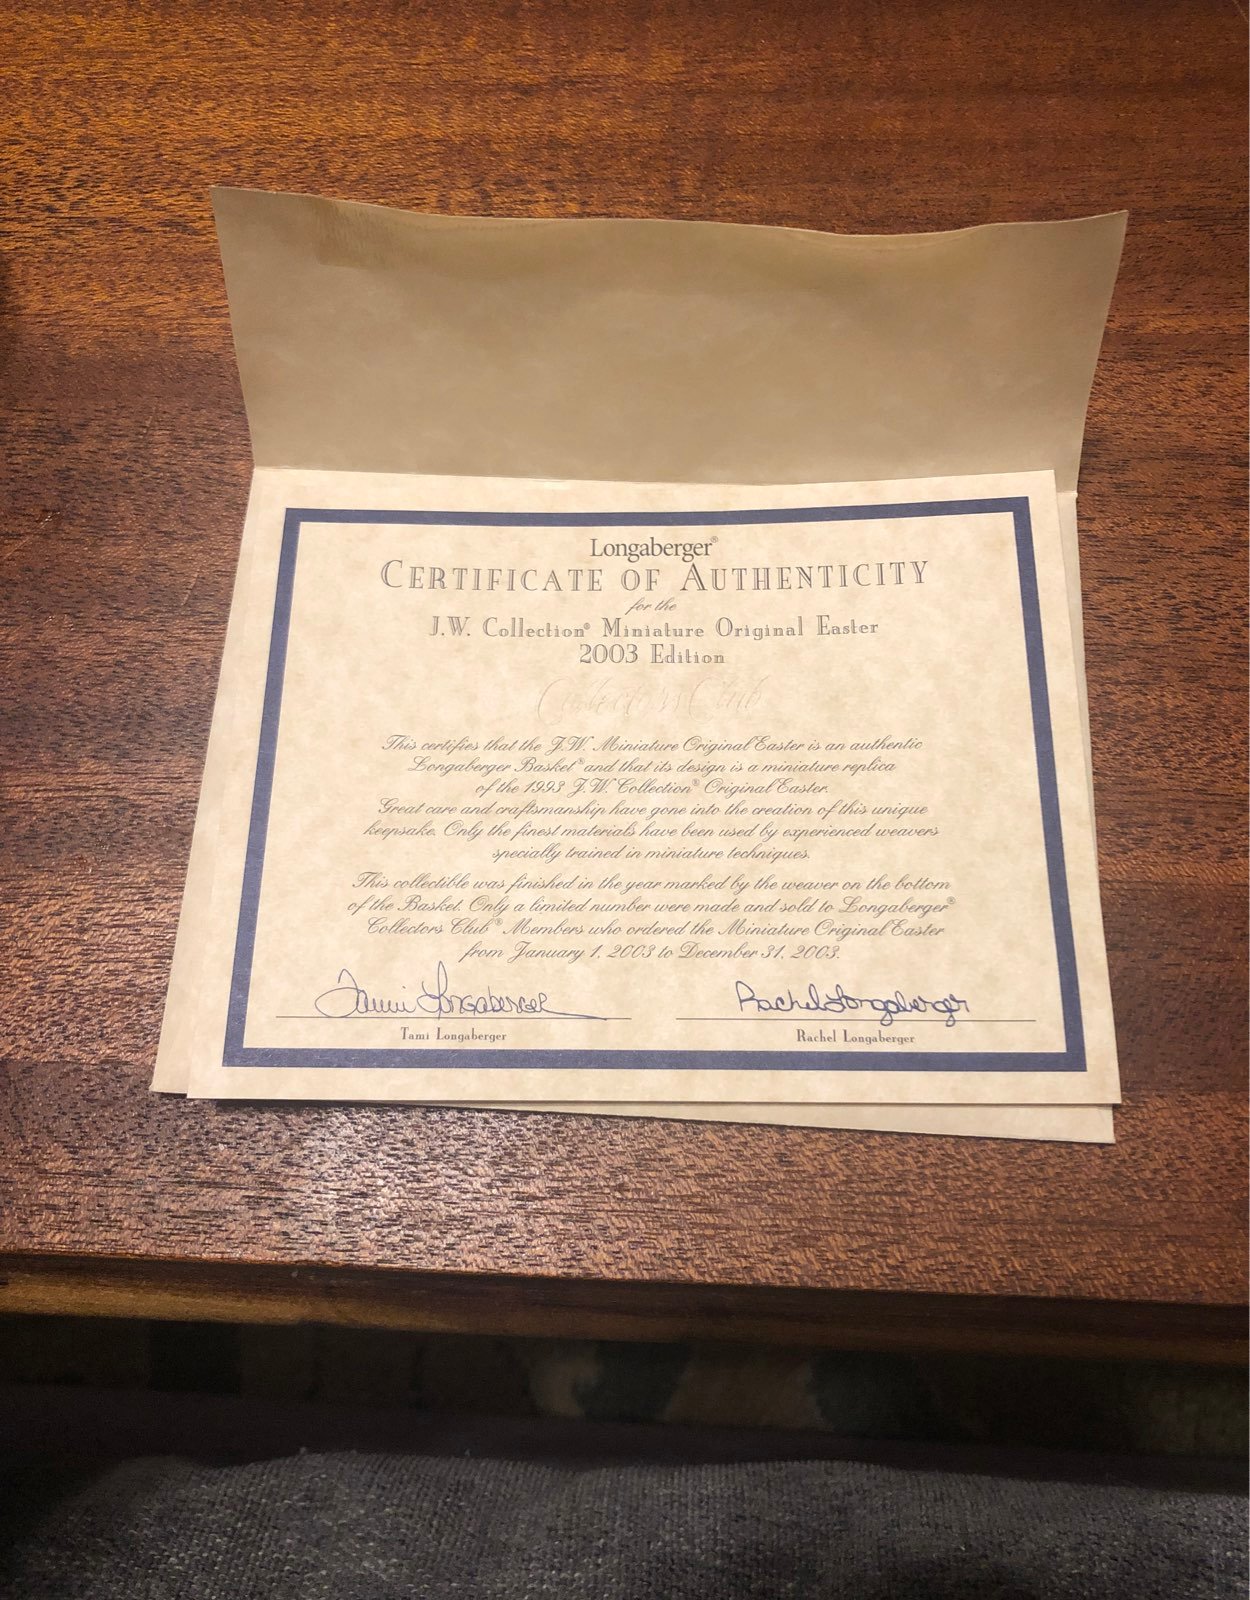 Longaberger®
CERTIFICATE OF AUTHENTICITY
for the
J.W. Collection® Miniature Original Easter
2003 Edition
Collectors Club
This certifies that the J.W. Miniature Original Easter is an authentic
Longaberger Basket® and that its design is a miniature replica
of the 1993 J.W. Collection® Original Easter.
Great care and craftsmanship have gone into the creation of this unique
keepsake. Only the finest materials have been used by experienced weavers
specially trained in miniature techniques.
This collectible was finished in the year marked by the weaver on the bottom
of the Basket. Only a limited number were made and sold to Longaberger®
Collectors Club® Members who ordered the Miniature Original Easter
from January 1, 2003 to December 31, 2003.
Tami Longaberger Rachel Longaberger
Tami Longaberger Rachel Longaberger